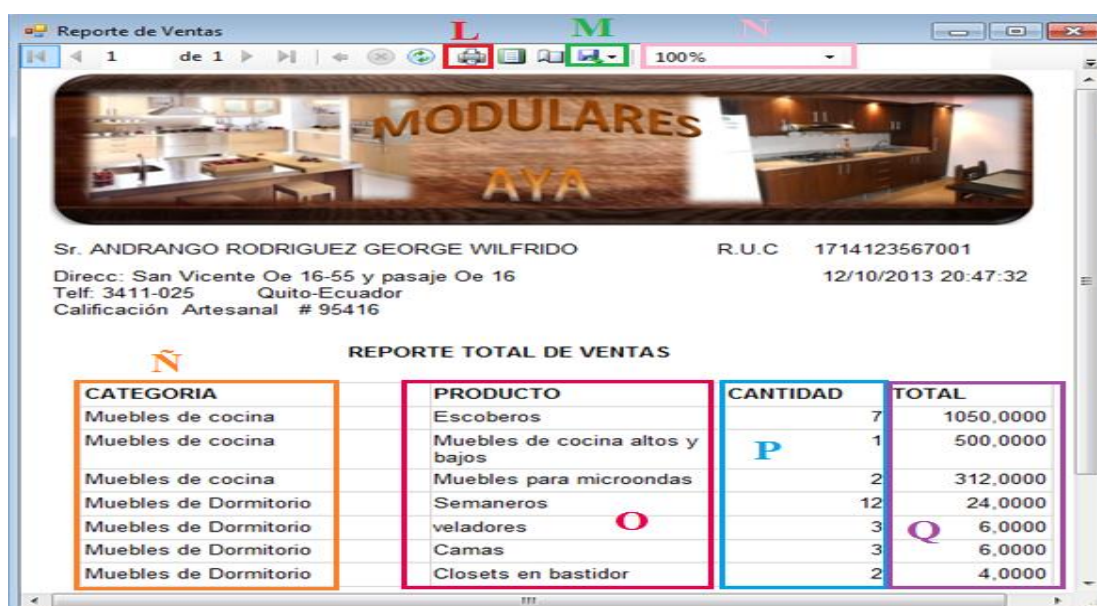 Reporte de Ventas
L M N
1 de 1 100%
MODULARES
AYA
Sr. ANDRANGO RODRIGUEZ GEORGE WILFRIDO R.U.C 1714123567001
Direcc: San Vicente Oe 16-55 y pasaje Oe 16 12/10/2013 20:47:32
Telf: 3411-025 Quito-Ecuador
Calificación Artesanal # 95416
REPORTE TOTAL DE VENTAS
Ñ
CATEGORIA PRODUCTO CANTIDAD TOTAL
Muebles de cocina Escoberos 7 1050,0000
Muebles de cocina Muebles de cocina altos y 1 500,0000
bajos
P
Muebles de cocina Muebles para microondas 2 312,0000
Muebles de Dormitorio Semaneros 12 24,0000
Muebles de Dormitorio veladores O 3 Q 6,0000
Muebles de Dormitorio Camas 3 6,0000
Muebles de Dormitorio Closets en bastidor 2 4,0000